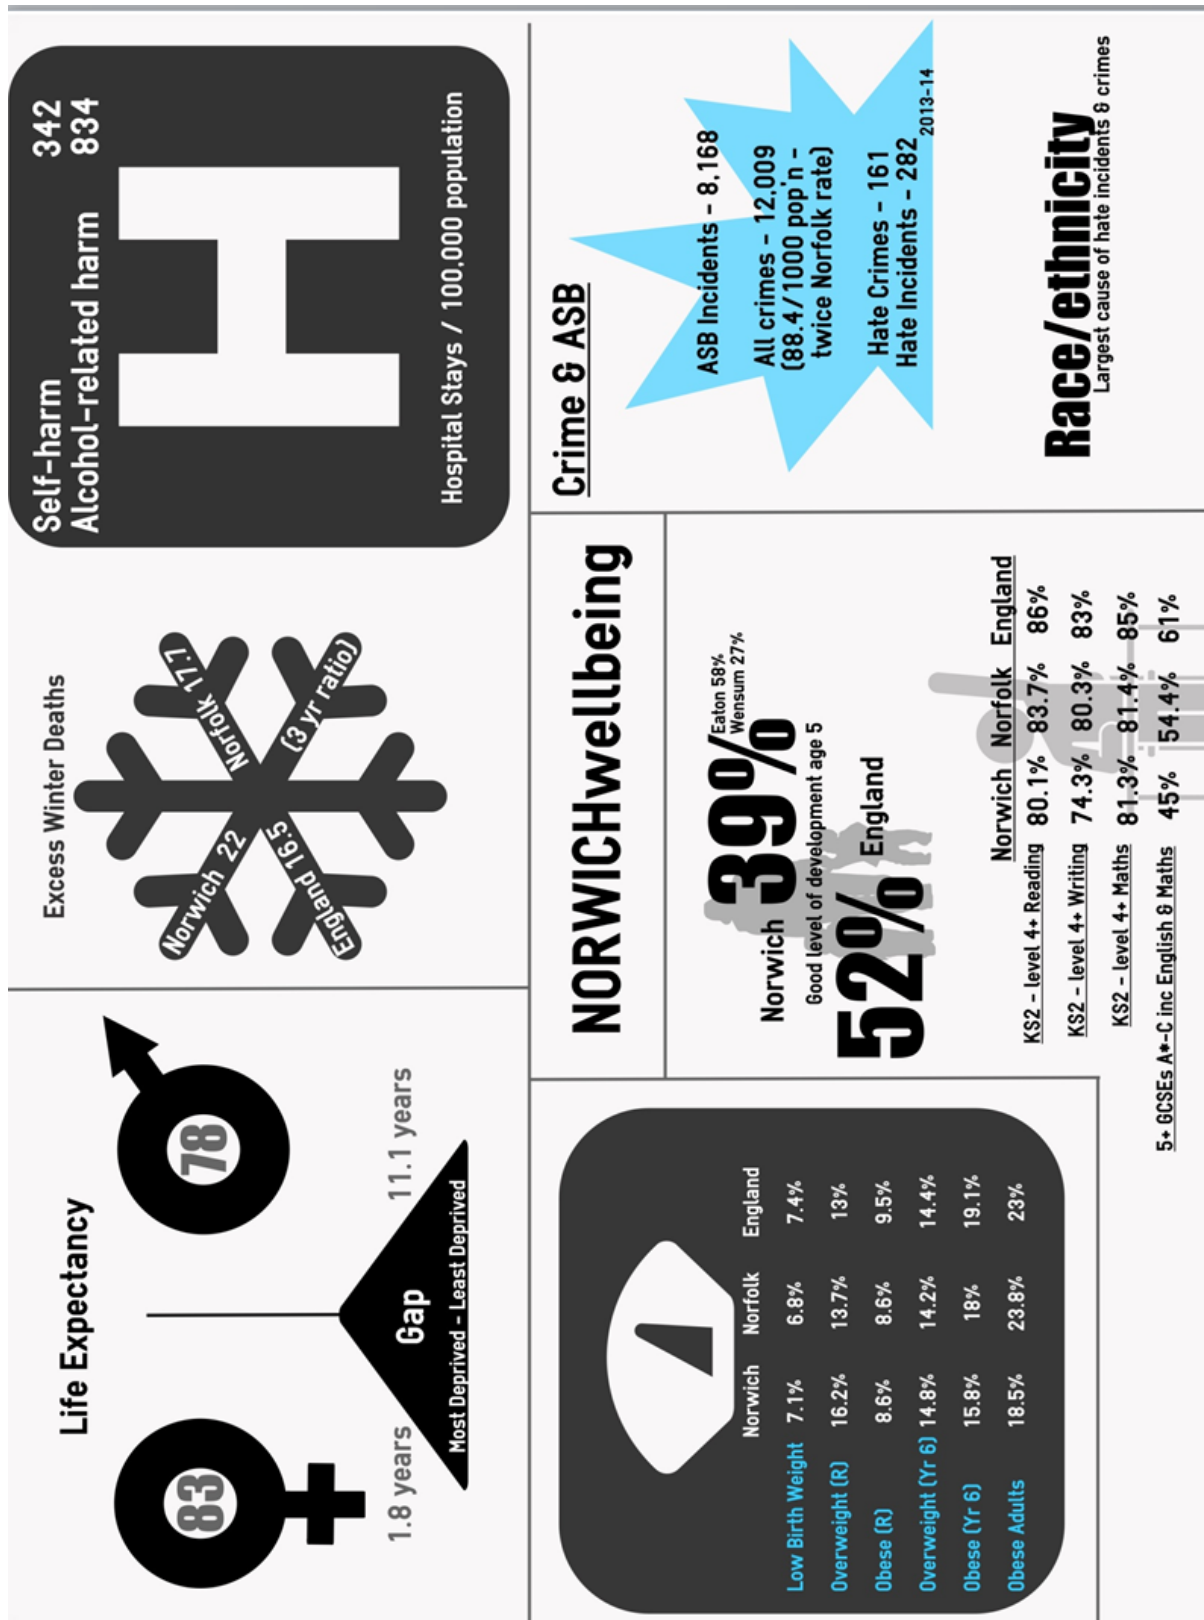 Life Expectancy
83
78
1.8 years
11.1 years
Gap
Most Deprived - Least Deprived
Excess Winter Deaths
Norwich 22
Norfolk 17.7
England 16.5
(3 yr ratio)
Self-harm 342
Alcohol-related harm 834
H
Hospital Stays / 100,000 population
Norwich Norfolk England
Low Birth Weight 7.1% 6.8% 7.4%
Overweight (R) 16.2% 13.7% 13%
Obese (R) 8.6% 8.6% 9.5%
Overweight (Yr 6) 14.8% 14.2% 14.4%
Obese (Yr 6) 15.8% 18% 19.1%
Obese Adults 18.5% 23.8% 23%
NORWICHwellbeing
Norwich 39%
Eaton 58%
Wensum 27%
Good level of development age 5
52% England
Norwich Norfolk England
KS2 - level 4+ Reading 80.1% 83.7% 86%
KS2 - level 4+ Writing 74.3% 80.3% 83%
KS2 - level 4+ Maths 81.3% 81.4% 85%
5+ GCSEs A*-C inc English & Maths 45% 54.4% 61%
Crime & ASB
ASB Incidents - 8,168
All crimes - 12,009
(88.4/1000 pop'n -
twice Norfolk rate)
Hate Crimes - 161
Hate Incidents - 282
2013-14
Race/ethnicity
Largest cause of hate incidents & crimes